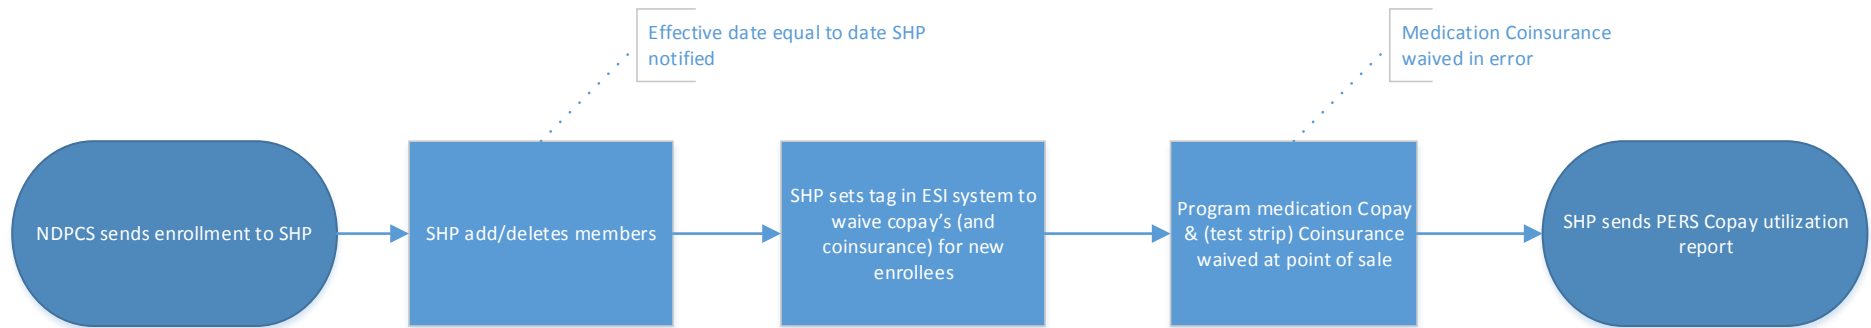 Effective date equal to date SHP
notified
Medication Coinsurance
waived in error
NDPCS sends enrollment to SHP
SHP add/deletes members
SHP sets tag in ESI system to
waive copay’s (and
coinsurance) for new
enrollees
Program medication Copay
& (test strip) Coinsurance
waived at point of sale
SHP sends PERS Copay utilization
report